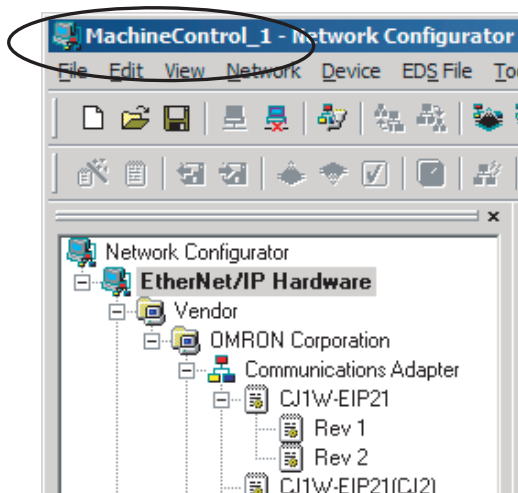 MachineControl_1 - Network Configurator
File Edit View Network Device EDS File
Network Configurator
EtherNet/IP Hardware
Vendor
OMRON Corporation
Communications Adapter
CJ1W-EIP21
Rev 1
Rev 2
CJ1W-EIP21(CJ2)